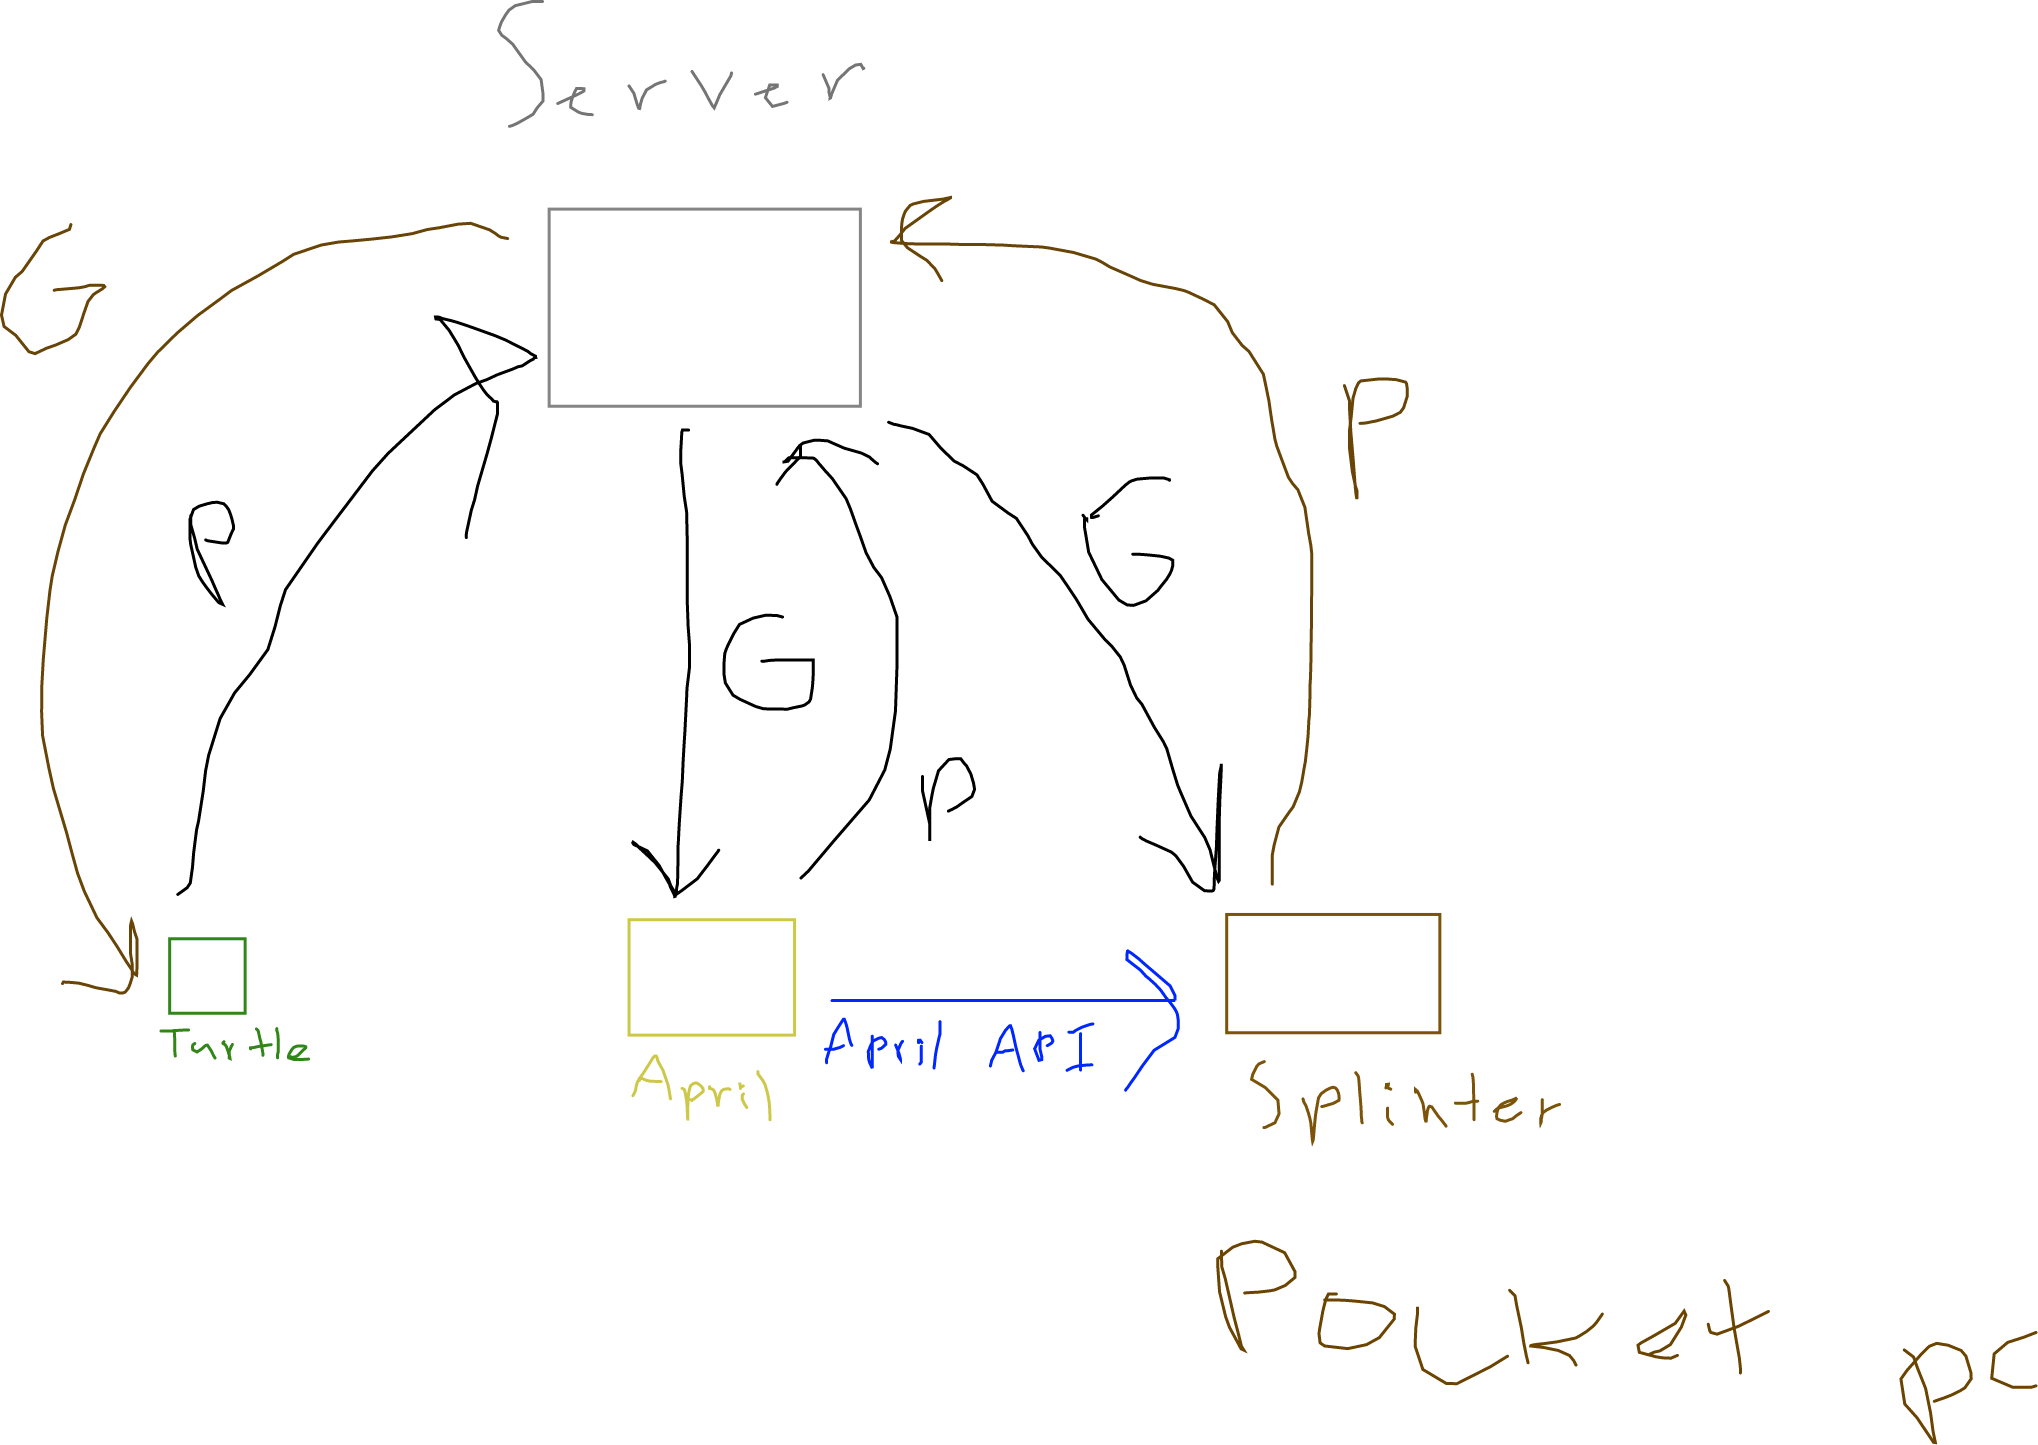 Server
G
P
P
G
G
P
Turtle
April
April API
Splinter
Pocket PC